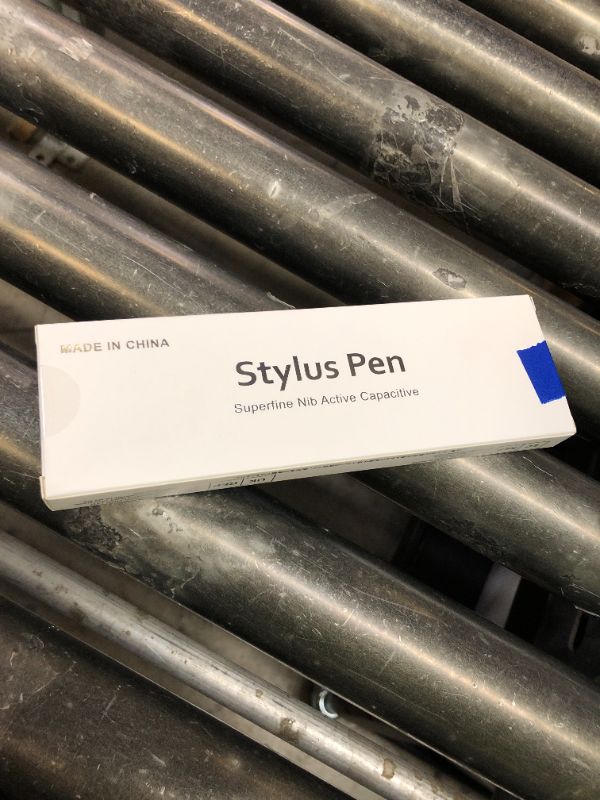 MADE IN CHINA
Stylus Pen
Superfine Nib Active Capacitive